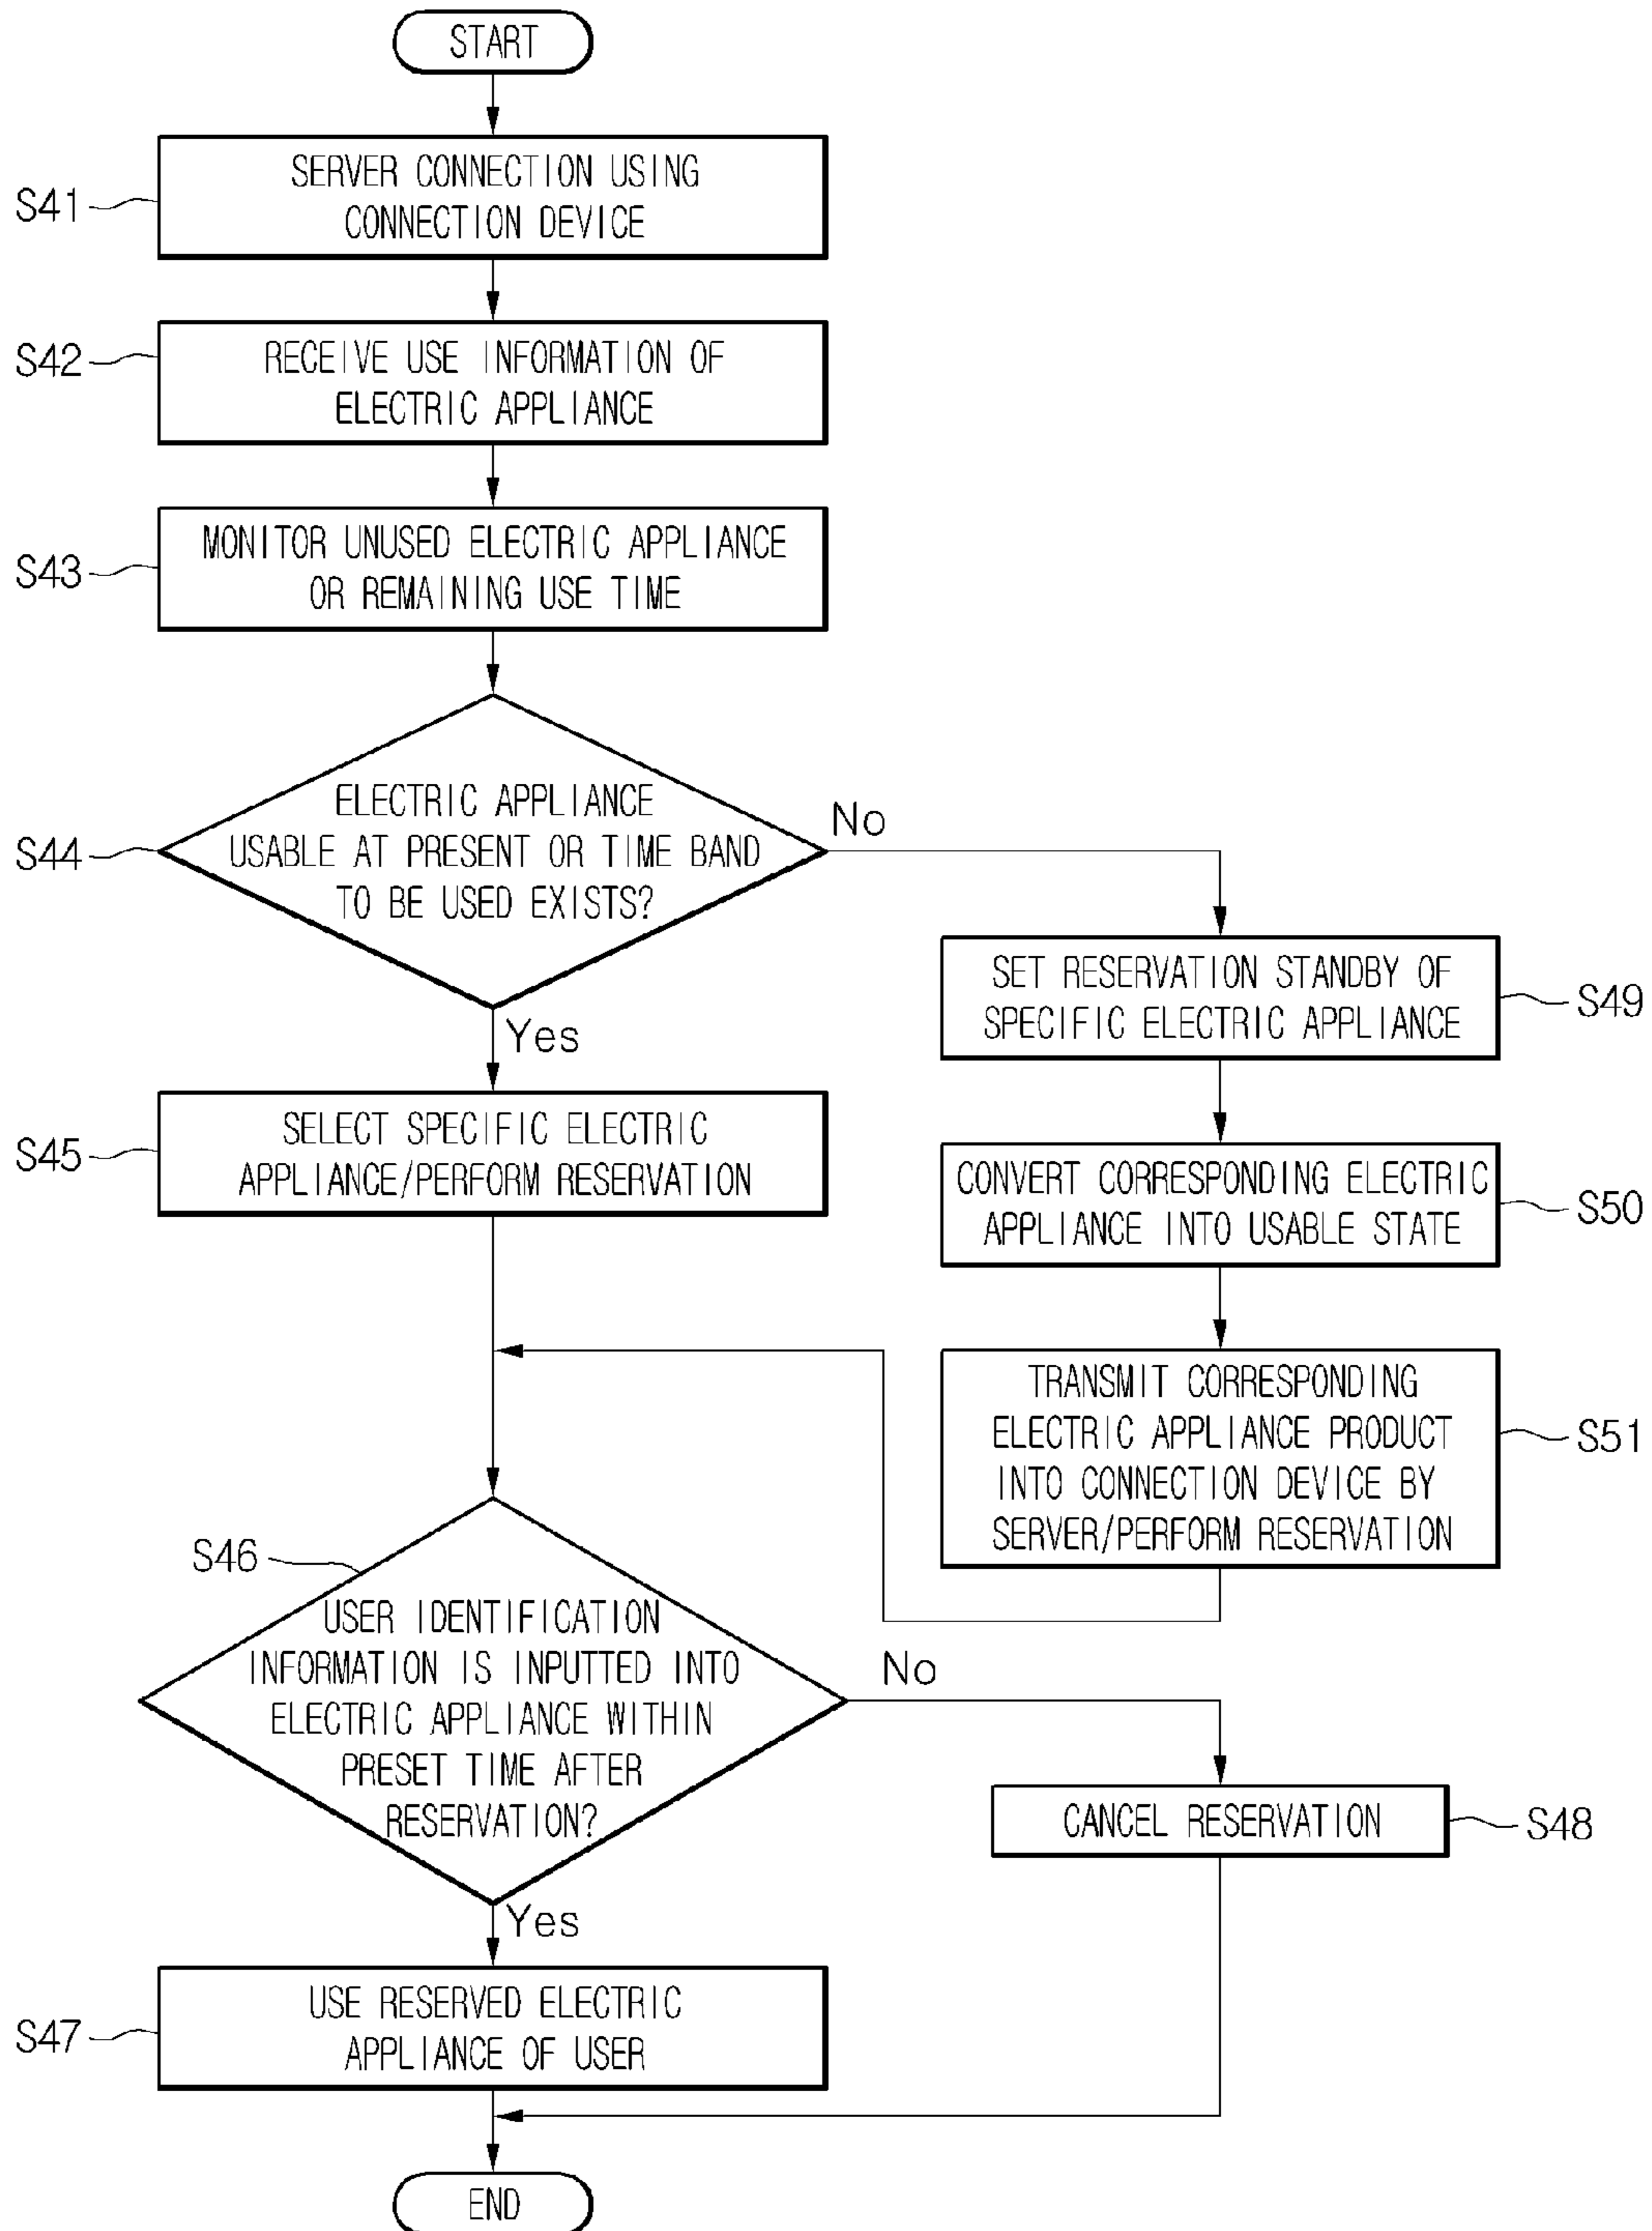 START
S41
SERVER CONNECTION USING
CONNECTION DEVICE
S42
RECEIVE USE INFORMATION OF
ELECTRIC APPLIANCE
S43
MONITOR UNUSED ELECTRIC APPLIANCE
OR REMAINING USE TIME
S44
ELECTRIC APPLIANCE
USABLE AT PRESENT OR TIME BAND
TO BE USED EXISTS?
No
Yes
S45
SELECT SPECIFIC ELECTRIC
APPLIANCE/PERFORM RESERVATION
SET RESERVATION STANDBY OF
SPECIFIC ELECTRIC APPLIANCE
S49
CONVERT CORRESPONDING ELECTRIC
APPLIANCE INTO USABLE STATE
S50
TRANSMIT CORRESPONDING
ELECTRIC APPLIANCE PRODUCT
INTO CONNECTION DEVICE BY
SERVER/PERFORM RESERVATION
S51
S46
USER IDENTIFICATION
INFORMATION IS INPUTTED INTO
ELECTRIC APPLIANCE WITHIN
PRESET TIME AFTER
RESERVATION?
No
Yes
CANCEL RESERVATION
S48
S47
USE RESERVED ELECTRIC
APPLIANCE OF USER
END